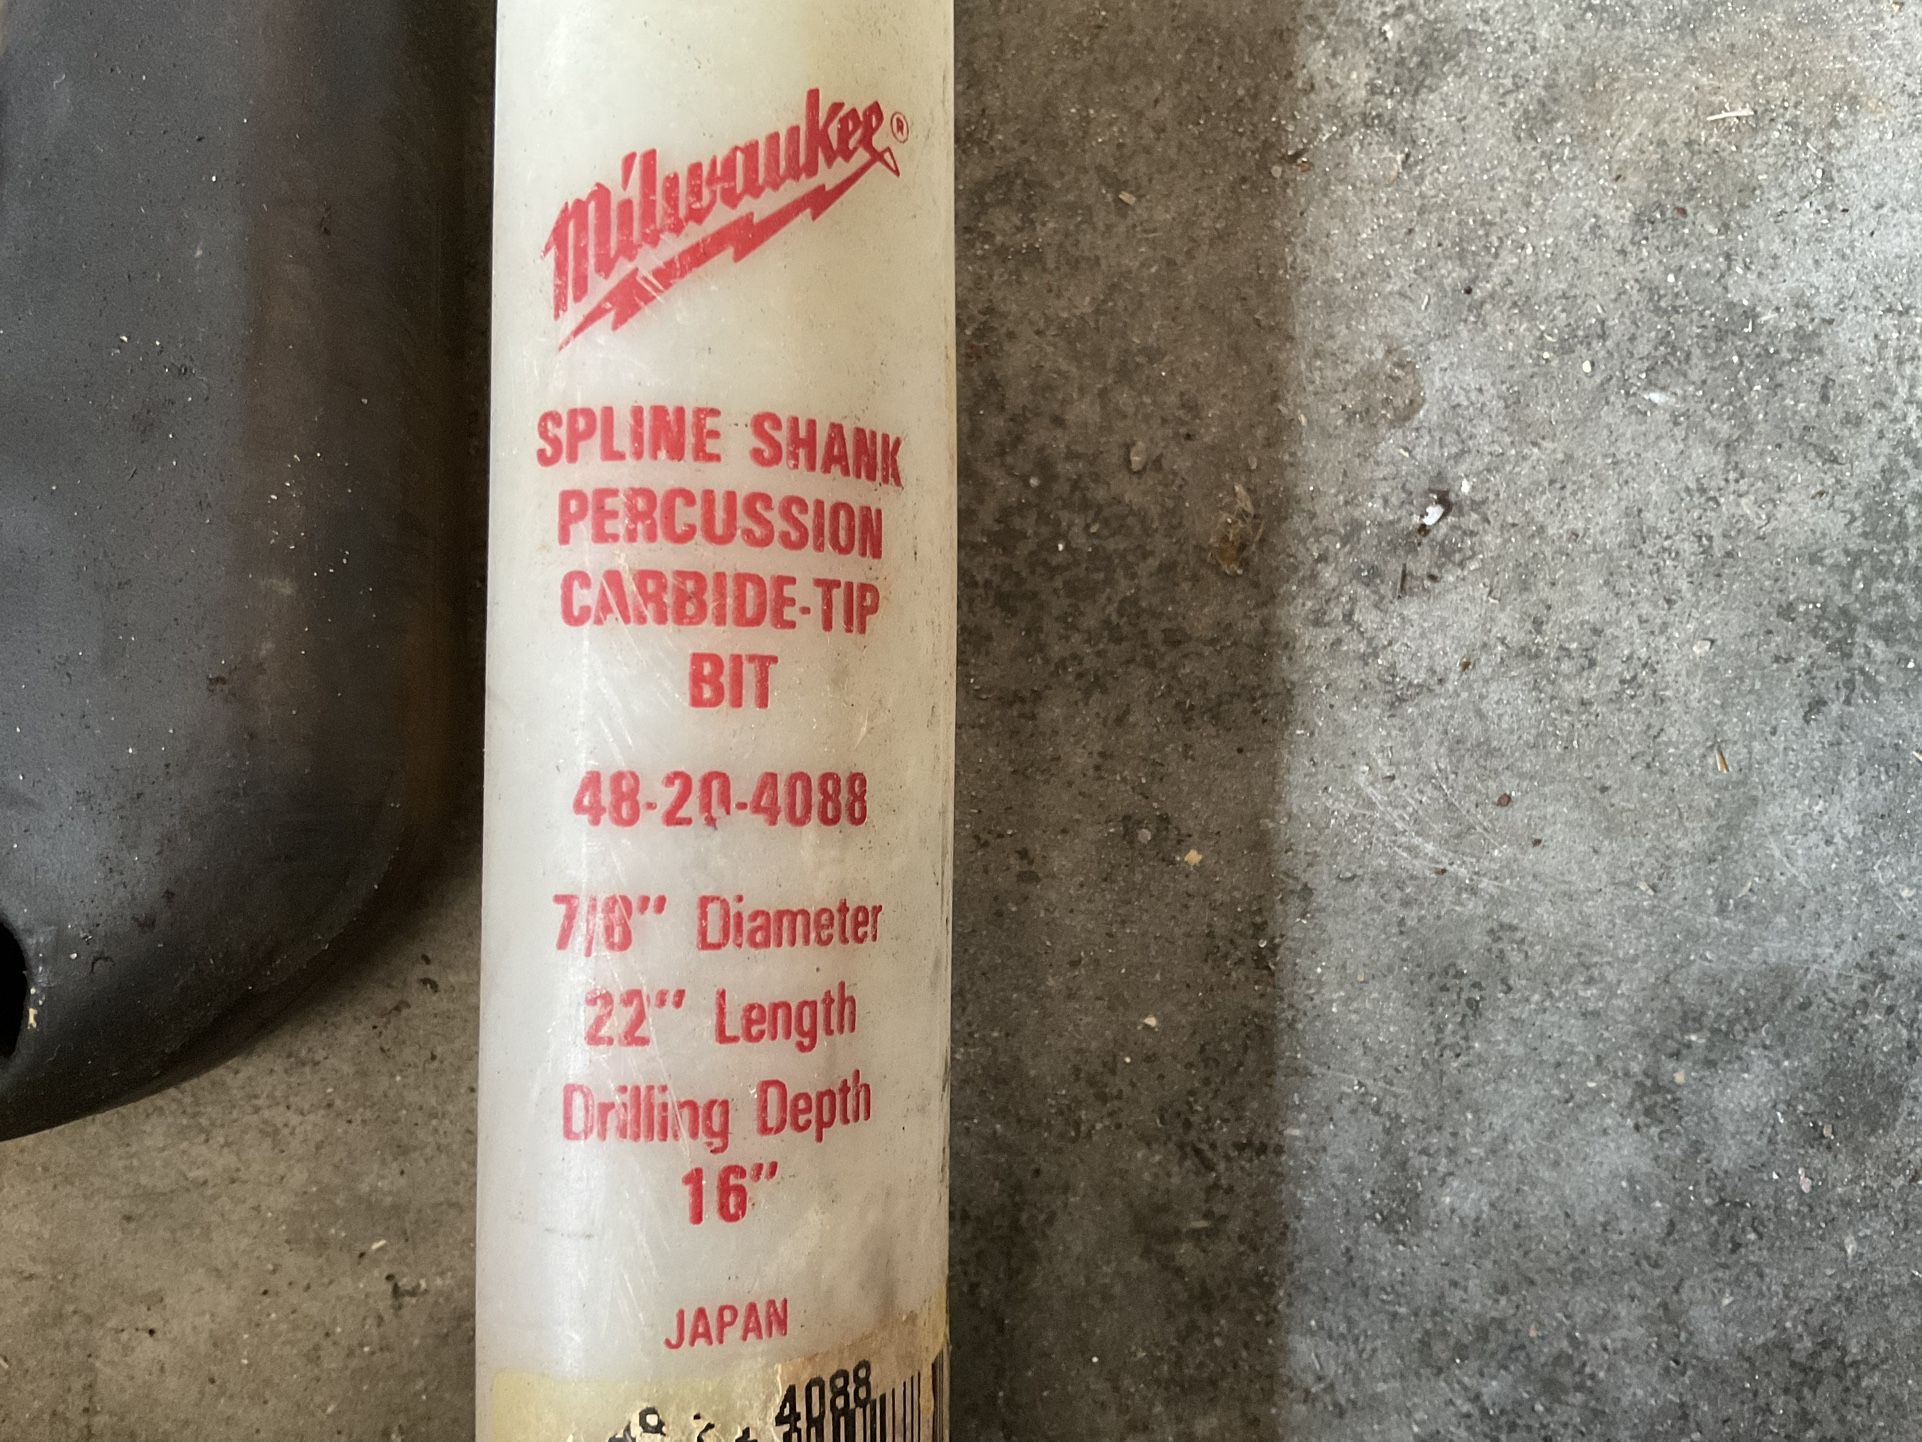 Milwaukee®
SPLINE SHANK
PERCUSSION
CARBIDE-TIP
BIT
48-20-4088
7/8" Diameter
22" Length
Drilling Depth
16"
JAPAN
4088